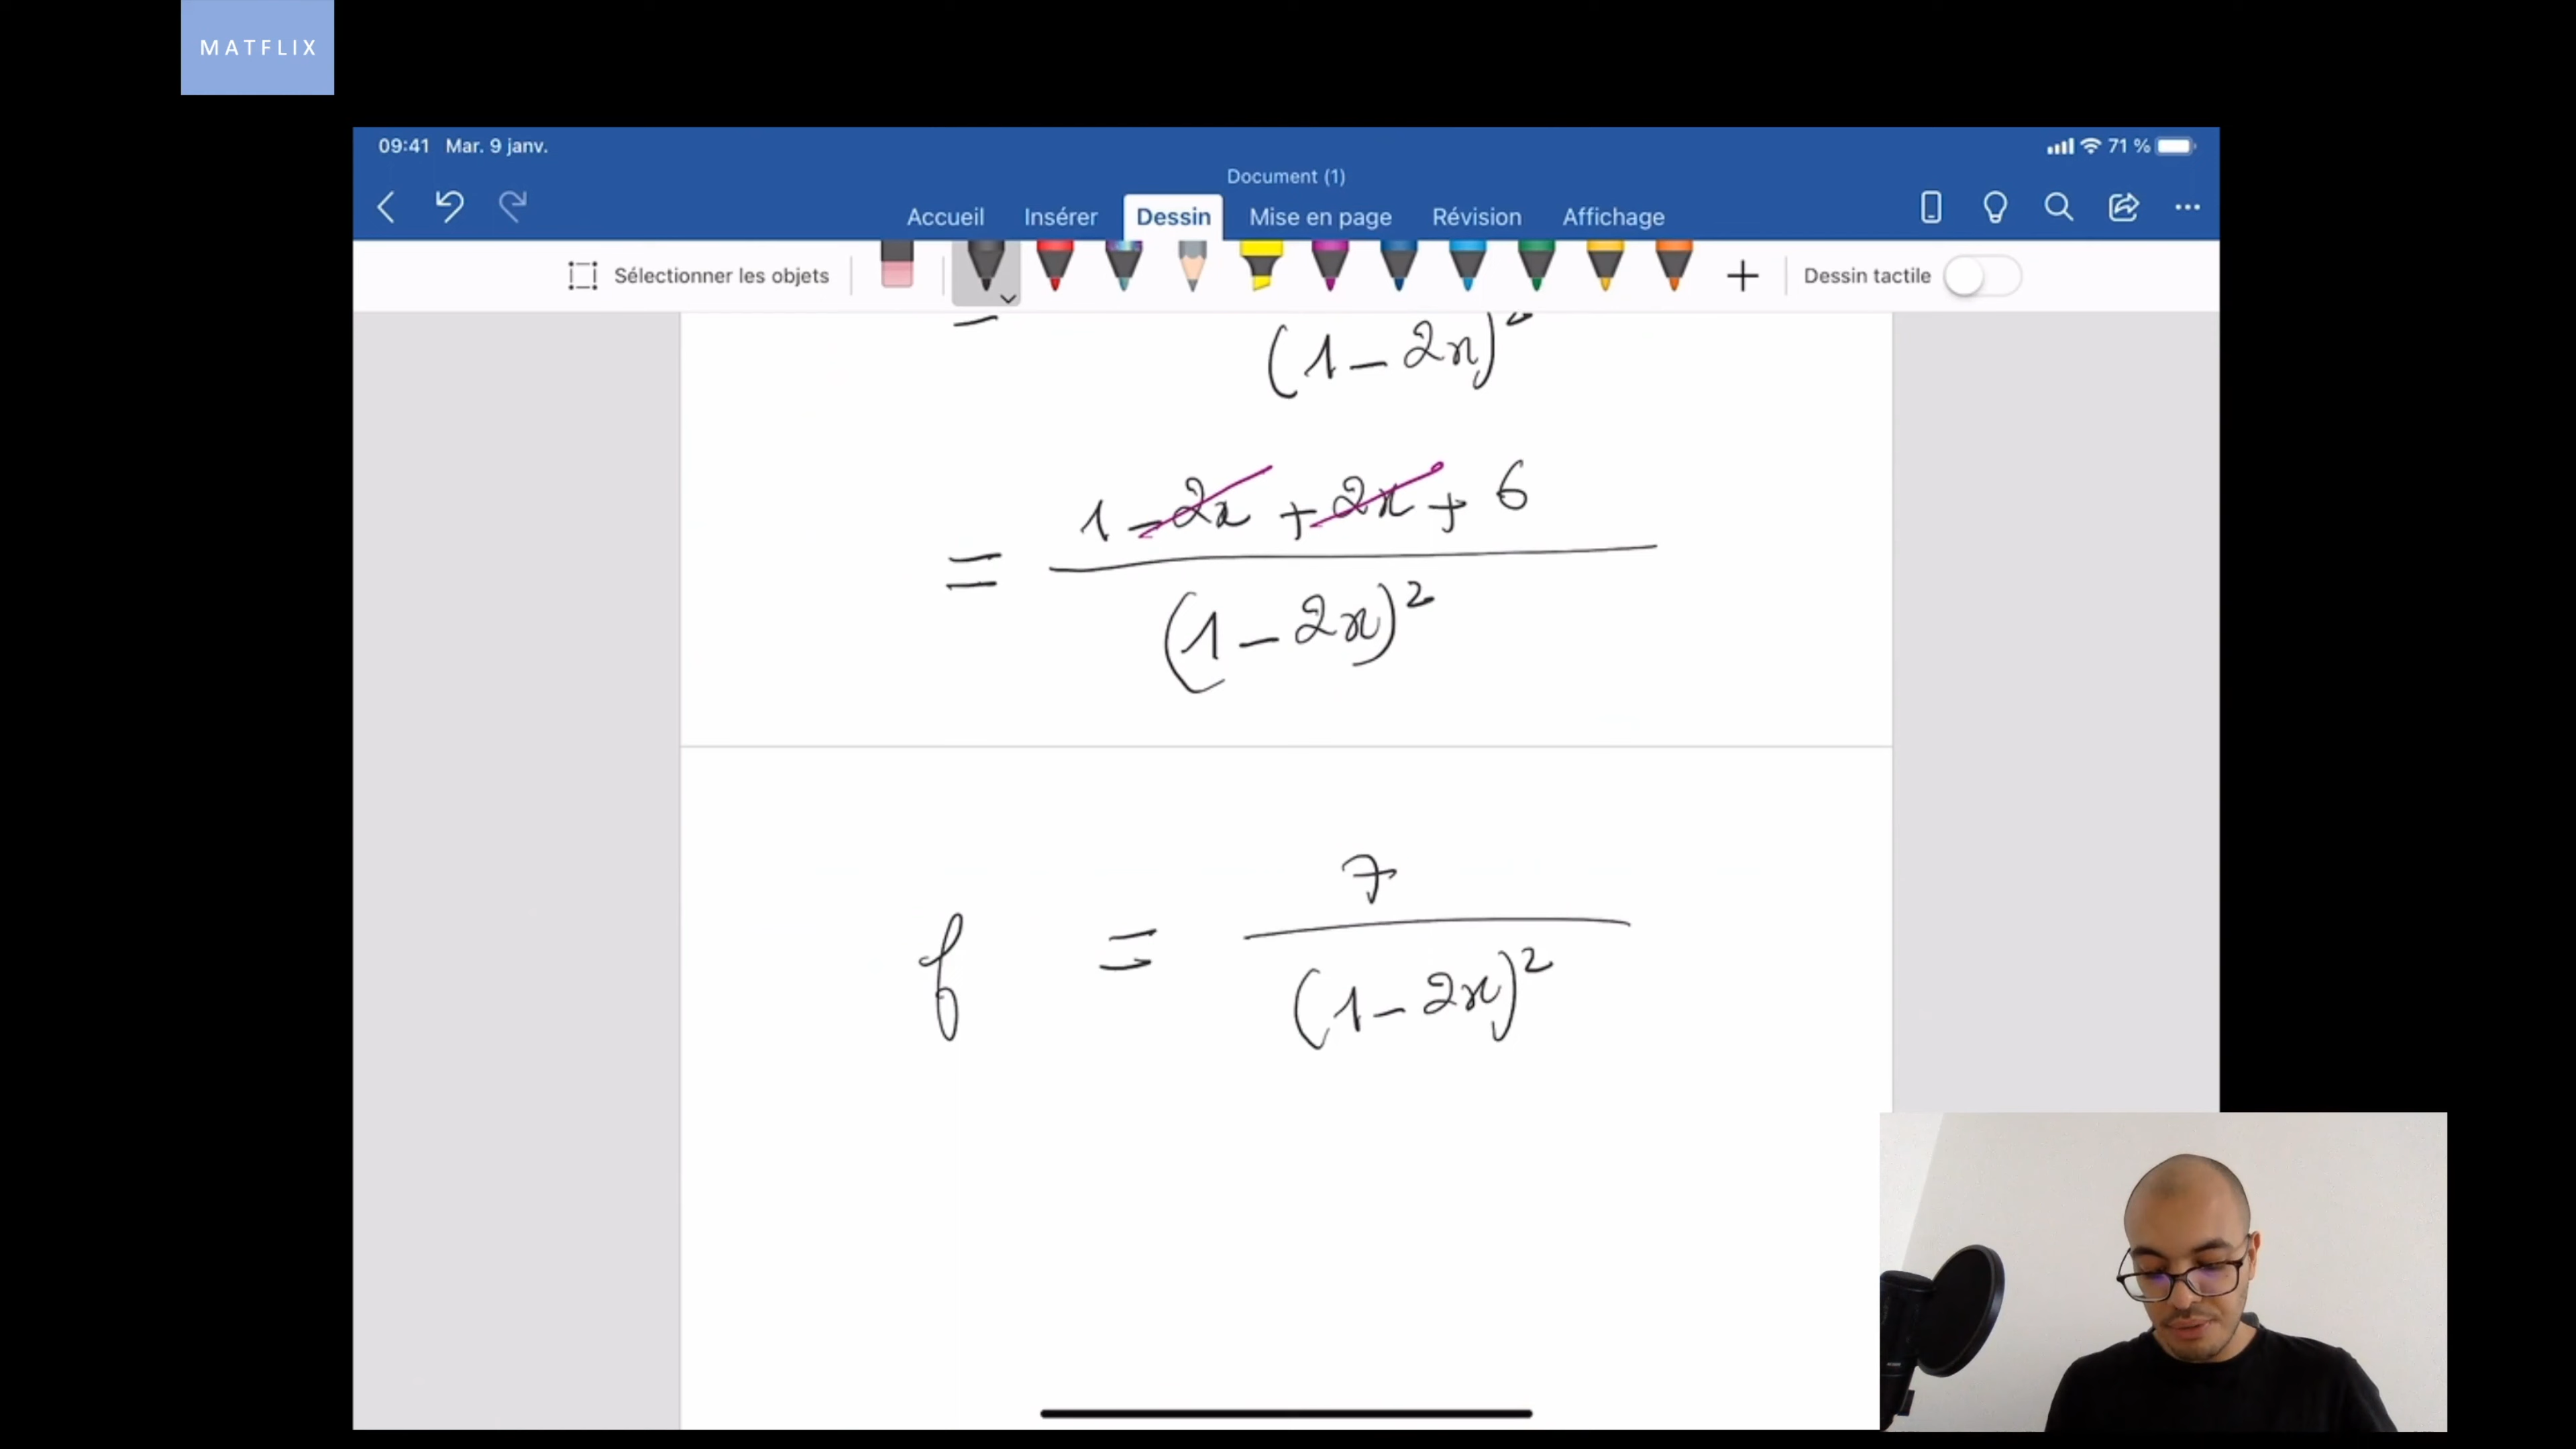 MATFLIX
09:41 Mar. 9 janv.
71 %
Document (1)
Accueil Insérer Dessin Mise en page Révision Affichage
Sélectionner les objets
Dessin tactile
=
(1 - 2x)²
1 - 2x + 2x + 6
=
(1 - 2x)²
7
f =
(1 - 2x)²